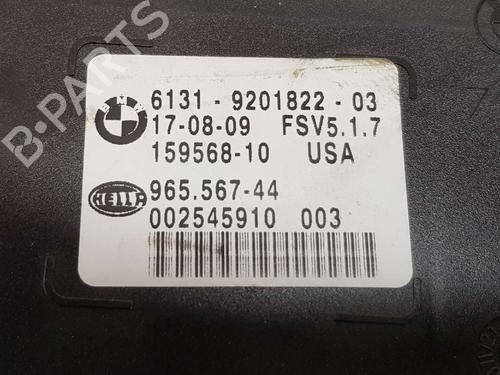 B-PARTS
BMW
6131 - 9201822 - 03
17-08-09 FSV5.1.7
159568-10 USA
HELLA
965.567-44
002545910 003